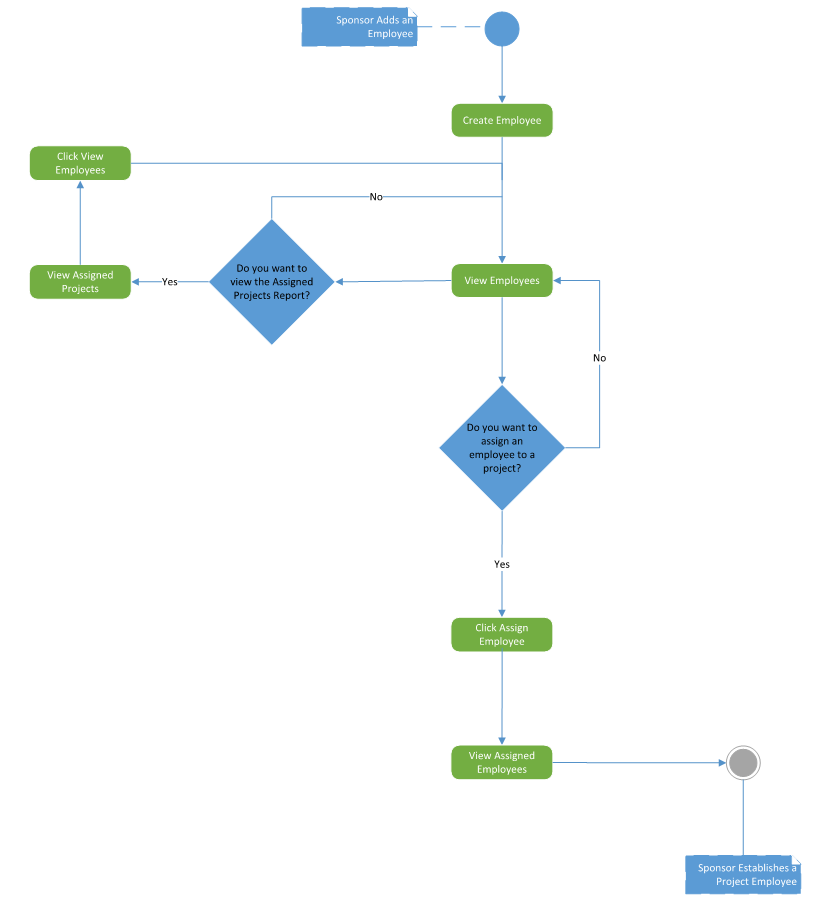 Sponsor Adds an
Employee
Create Employee
Click View
Employees
No
Do you want to
view the Assigned
Projects Report?
Yes
View Assigned
Projects
View Employees
No
Do you want to
assign an
employee to a
project?
Yes
Click Assign
Employee
View Assigned
Employees
Sponsor Establishes a
Project Employee